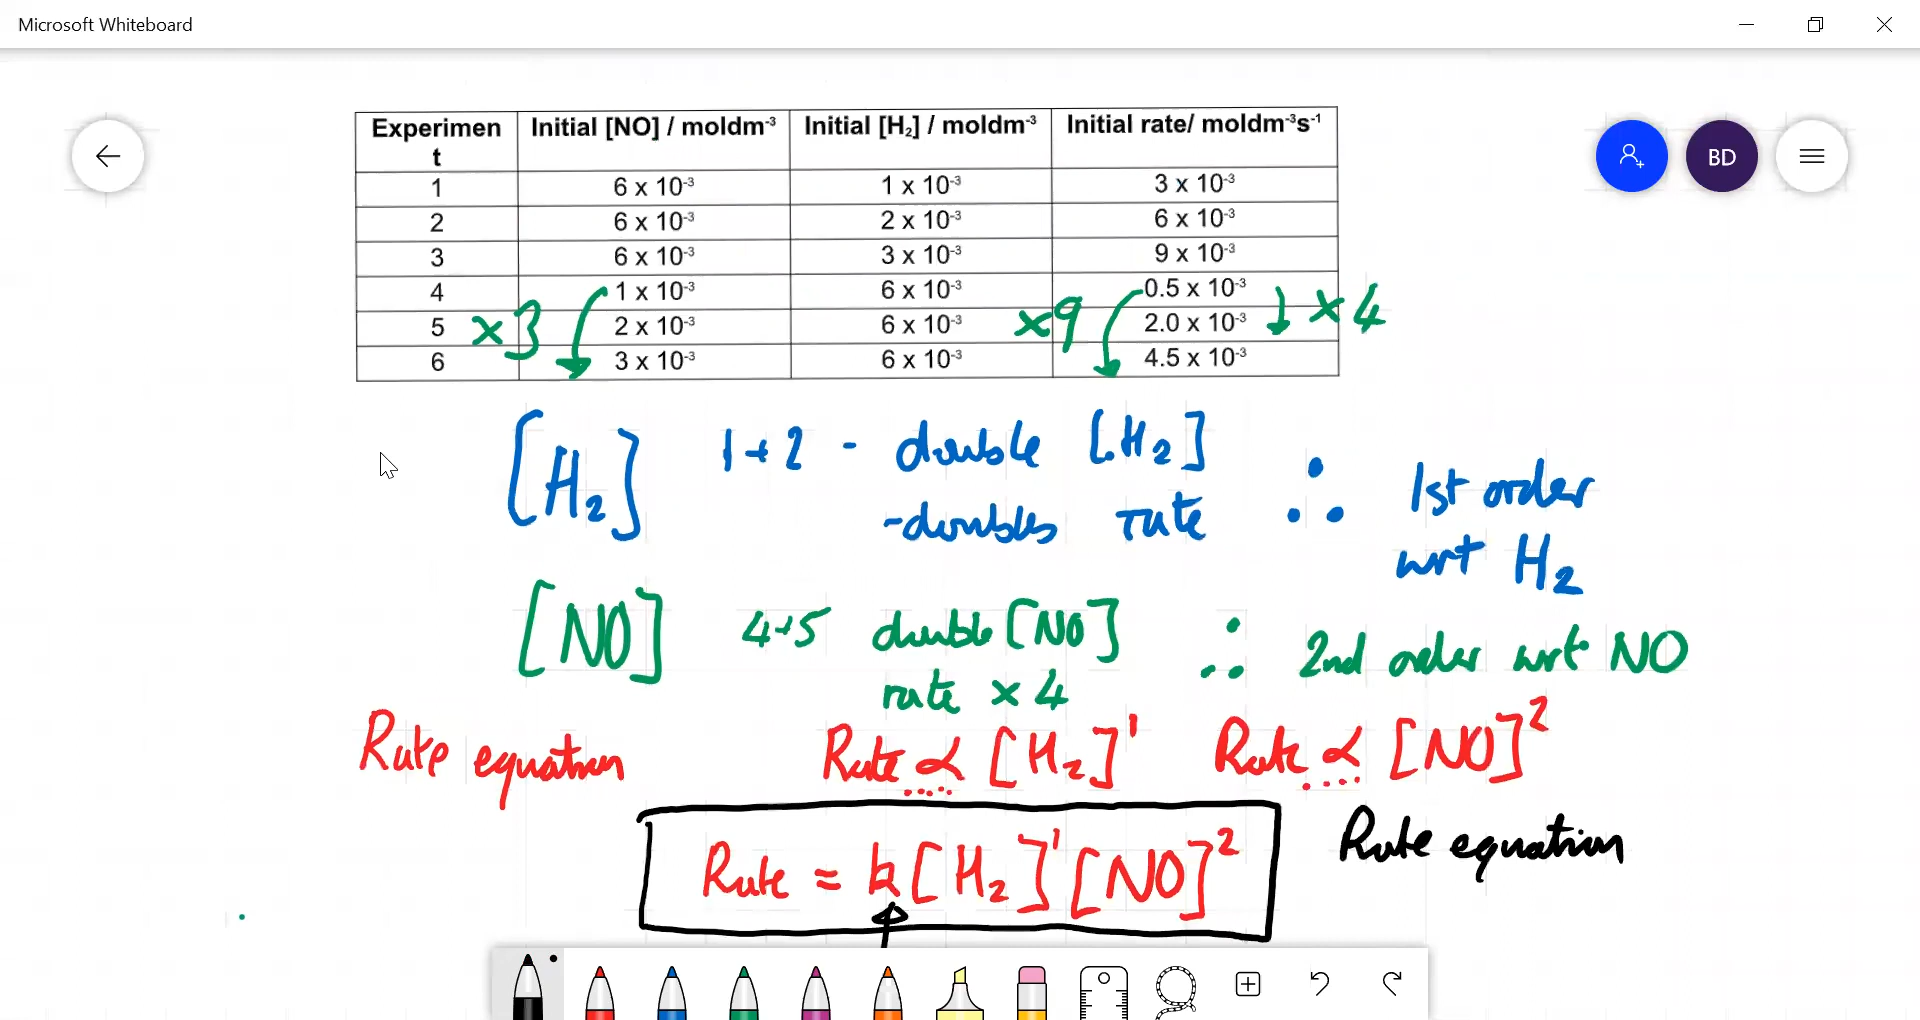 Microsoft Whiteboard
BD
Experimen
t
Initial [NO] / moldm⁻³
Initial [H₂] / moldm⁻³
Initial rate/ moldm⁻³s⁻¹
1 6 x 10⁻³ 1 x 10⁻³ 3 x 10⁻³
2 6 x 10⁻³ 2 x 10⁻³ 6 x 10⁻³
3 6 x 10⁻³ 3 x 10⁻³ 9 x 10⁻³
4 1 x 10⁻³ 6 x 10⁻³ 0.5 x 10⁻³
5 2 x 10⁻³ 6 x 10⁻³ 2.0 x 10⁻³
6 3 x 10⁻³ 6 x 10⁻³ 4.5 x 10⁻³
x3
x9
x4
[H₂] 1+2 - double [H₂]
-doubles rate
∴ 1st order
wrt H₂
[NO] 4+5 double [NO]
rate x 4
∴ 2nd order wrt NO
Rate equation Rate ∝ [H₂]¹ Rate ∝ [NO]²
Rate = k[H₂]¹[NO]²
Rate equation